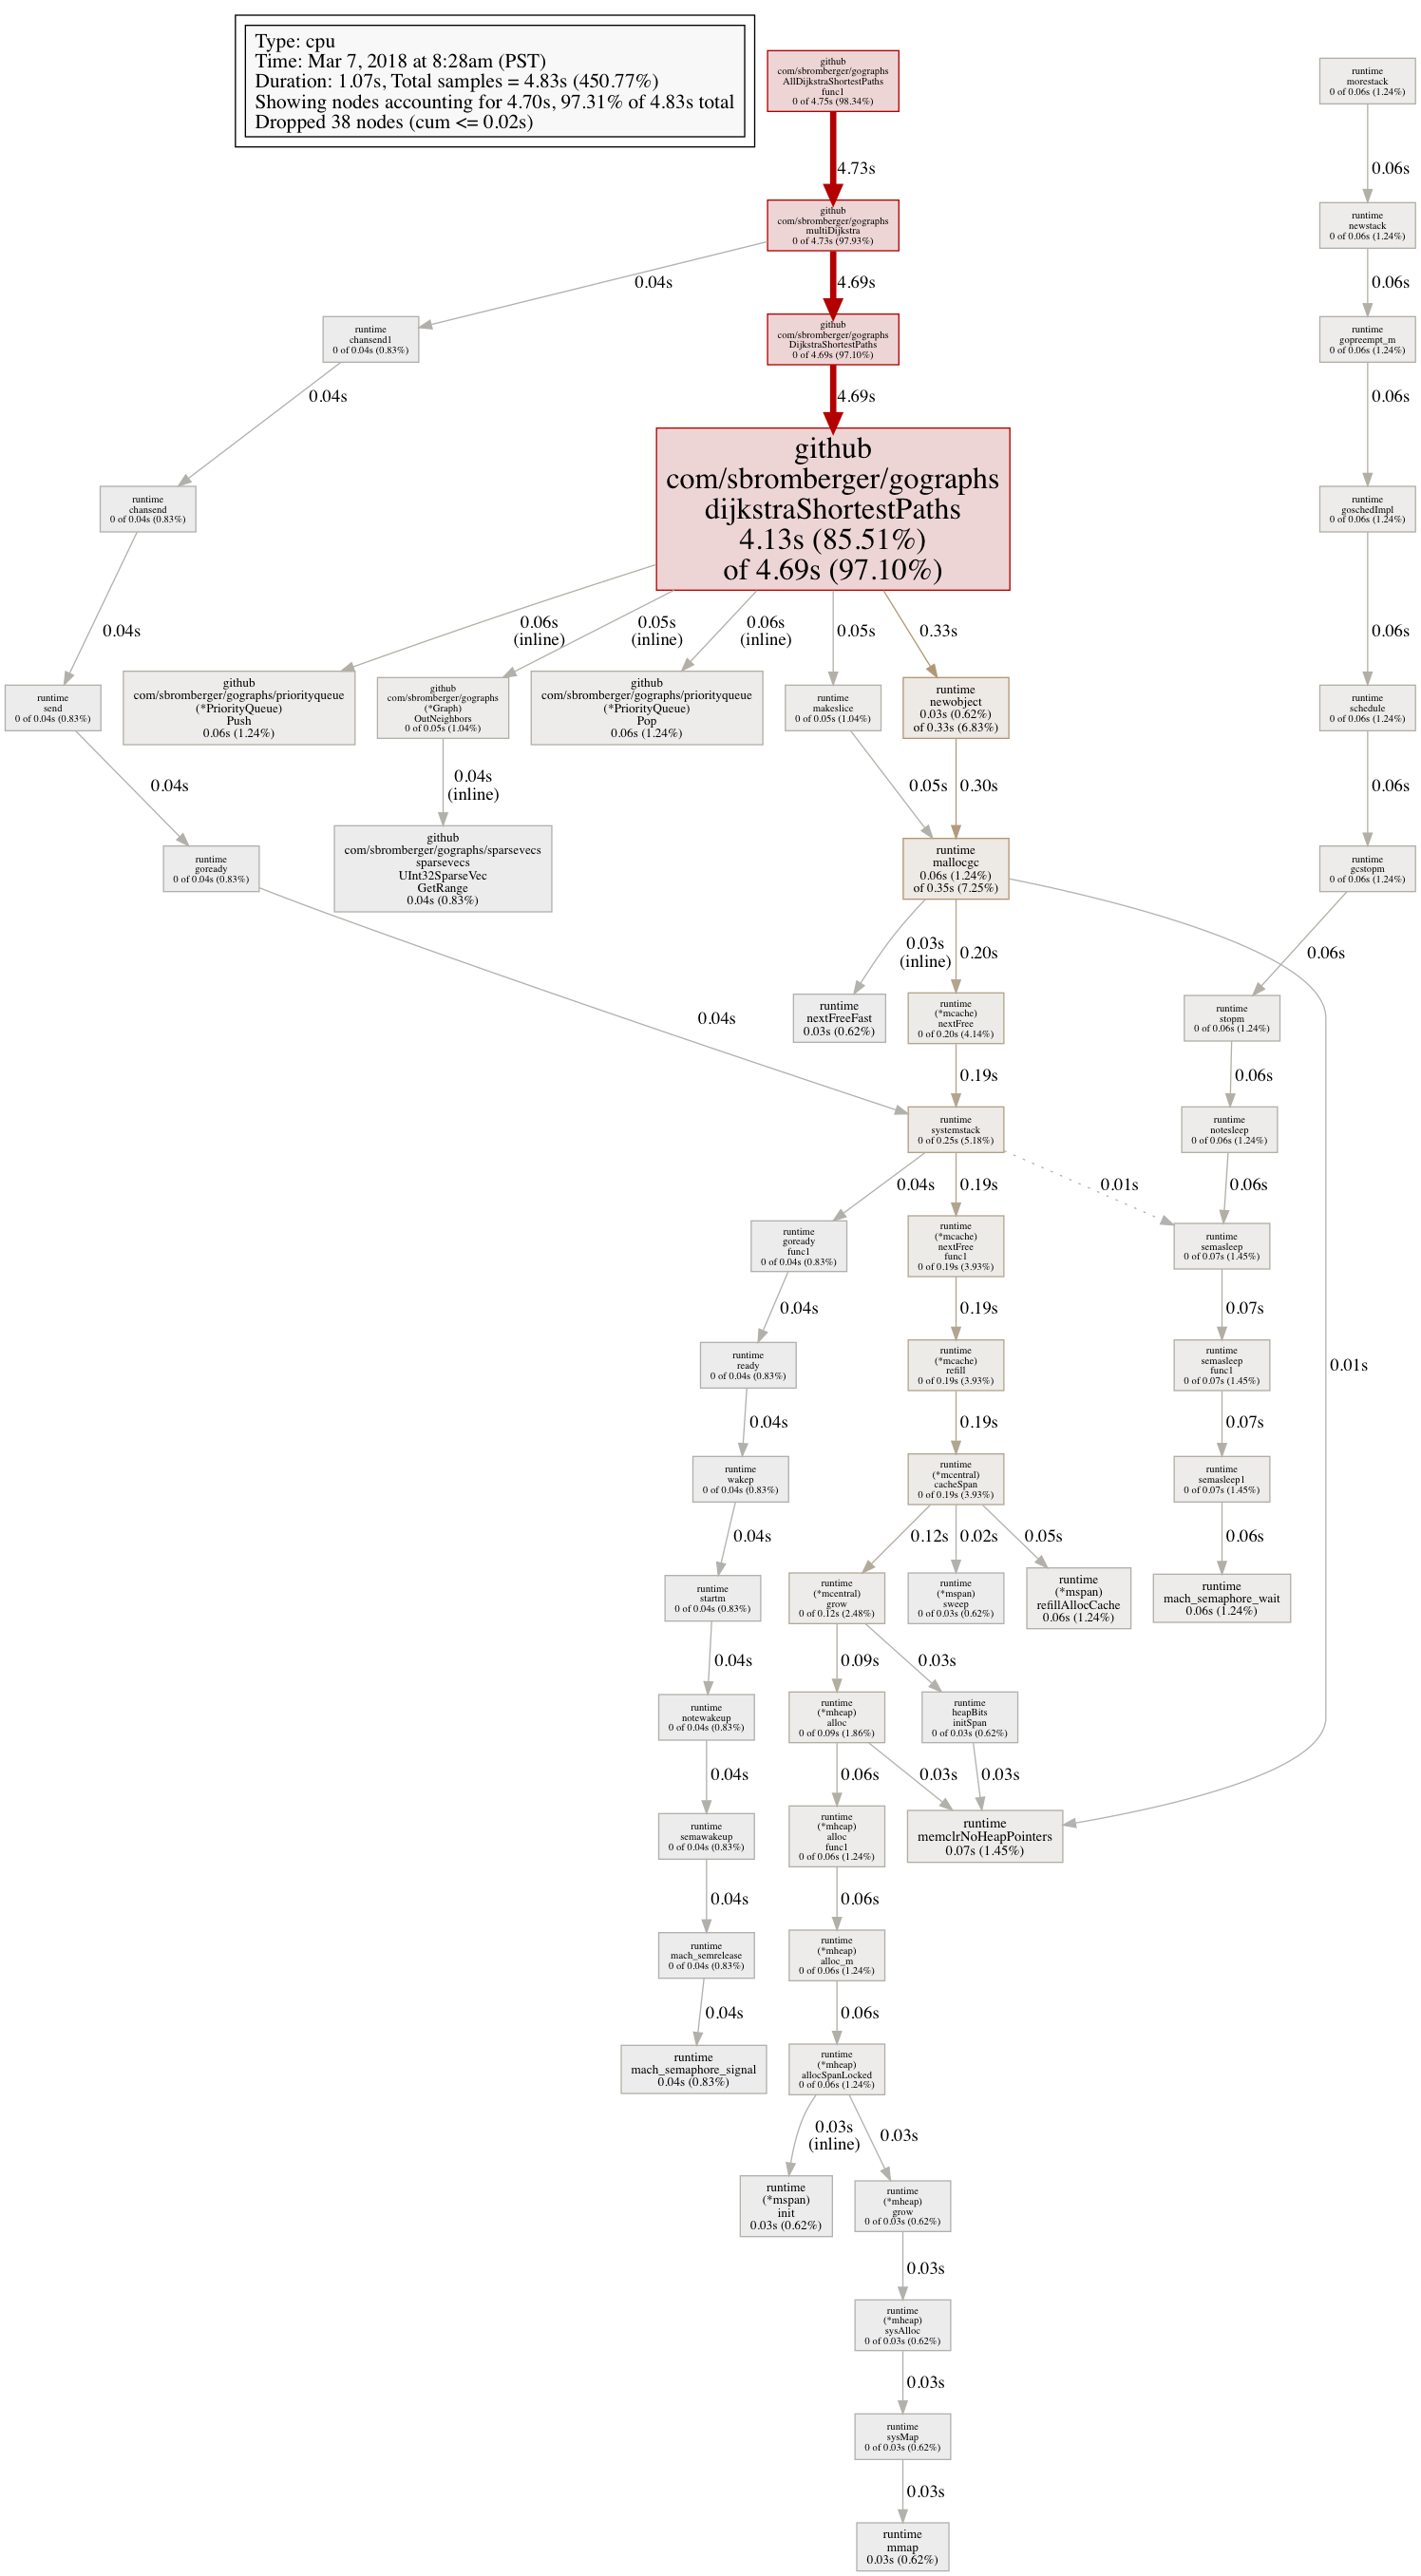 Type: cpu
Time: Mar 7, 2018 at 8:28am (PST)
Duration: 1.07s, Total samples = 4.83s (450.77%)
Showing nodes accounting for 4.70s, 97.31% of 4.83s total
Dropped 38 nodes (cum <= 0.02s)
github
com/sbromberger/gographs
AllDijkstraShortestPaths
func1
0 of 4.75s (98.34%)
runtime
morestack
0 of 0.06s (1.24%)
4.73s
0.06s
github
com/sbromberger/gographs
multiDijkstra
0 of 4.73s (97.93%)
runtime
newstack
0 of 0.06s (1.24%)
0.04s
4.69s
0.06s
runtime
chansend1
0 of 0.04s (0.83%)
github
com/sbromberger/gographs
DijkstraShortestPaths
0 of 4.69s (97.10%)
runtime
gopreempt_m
0 of 0.06s (1.24%)
0.04s
4.69s
0.06s
runtime
chansend
0 of 0.04s (0.83%)
github
com/sbromberger/gographs
dijkstraShortestPaths
4.13s (85.51%)
of 4.69s (97.10%)
runtime
goschedImpl
0 of 0.06s (1.24%)
0.04s
0.06s
(inline)
0.05s
(inline)
0.06s
(inline)
0.05s
0.33s
0.06s
runtime
send
0 of 0.04s (0.83%)
github
com/sbromberger/gographs/priorityqueue
(*PriorityQueue)
Push
0.06s (1.24%)
github
com/sbromberger/gographs
(*Graph)
OutNeighbors
0 of 0.05s (1.04%)
github
com/sbromberger/gographs/priorityqueue
(*PriorityQueue)
Pop
0.06s (1.24%)
runtime
makeslice
0 of 0.05s (1.04%)
runtime
newobject
0.03s (0.62%)
of 0.33s (6.83%)
runtime
schedule
0 of 0.06s (1.24%)
0.04s
0.04s
(inline)
0.05s
0.30s
0.06s
runtime
goready
0 of 0.04s (0.83%)
github
com/sbromberger/gographs/sparsevecs
sparsevecs
UInt32SparseVec
GetRange
0.04s (0.83%)
runtime
mallocgc
0.06s (1.24%)
of 0.35s (7.25%)
runtime
gcstopm
0 of 0.06s (1.24%)
0.04s
0.03s
(inline)
0.20s
0.06s
runtime
nextFreeFast
0.03s (0.62%)
runtime
(*mcache)
nextFree
0 of 0.20s (4.14%)
runtime
stopm
0 of 0.06s (1.24%)
0.19s
0.06s
runtime
systemstack
0 of 0.25s (5.18%)
runtime
notesleep
0 of 0.06s (1.24%)
0.04s
0.19s
0.01s
0.06s
runtime
goready
func1
0 of 0.04s (0.83%)
runtime
(*mcache)
nextFree
func1
0 of 0.19s (3.93%)
runtime
semasleep
0 of 0.07s (1.45%)
0.04s
0.19s
0.07s
0.01s
runtime
ready
0 of 0.04s (0.83%)
runtime
(*mcache)
refill
0 of 0.19s (3.93%)
runtime
semasleep
func1
0 of 0.07s (1.45%)
0.04s
0.19s
0.07s
runtime
wakep
0 of 0.04s (0.83%)
runtime
(*mcentral)
cacheSpan
0 of 0.19s (3.93%)
runtime
semasleep1
0 of 0.07s (1.45%)
0.04s
0.12s
0.02s
0.05s
0.06s
runtime
startm
0 of 0.04s (0.83%)
runtime
(*mcentral)
grow
0 of 0.12s (2.48%)
runtime
(*mspan)
sweep
0 of 0.03s (0.62%)
runtime
(*mspan)
refillAllocCache
0.06s (1.24%)
runtime
mach_semaphore_wait
0.06s (1.24%)
0.04s
0.09s
0.03s
runtime
notewakeup
0 of 0.04s (0.83%)
runtime
(*mheap)
alloc
0 of 0.09s (1.86%)
runtime
heapBits
initSpan
0 of 0.03s (0.62%)
0.04s
0.06s
0.03s
0.03s
runtime
semawakeup
0 of 0.04s (0.83%)
runtime
(*mheap)
alloc
func1
0 of 0.06s (1.24%)
runtime
memclrNoHeapPointers
0.07s (1.45%)
0.04s
0.06s
runtime
mach_semrelease
0 of 0.04s (0.83%)
runtime
(*mheap)
alloc_m
0 of 0.06s (1.24%)
0.04s
0.06s
runtime
mach_semaphore_signal
0.04s (0.83%)
runtime
(*mheap)
allocSpanLocked
0 of 0.06s (1.24%)
0.03s
(inline)
0.03s
runtime
(*mspan)
init
0.03s (0.62%)
runtime
(*mheap)
grow
0 of 0.03s (0.62%)
0.03s
runtime
(*mheap)
sysAlloc
0 of 0.03s (0.62%)
0.03s
runtime
sysMap
0 of 0.03s (0.62%)
0.03s
runtime
mmap
0.03s (0.62%)